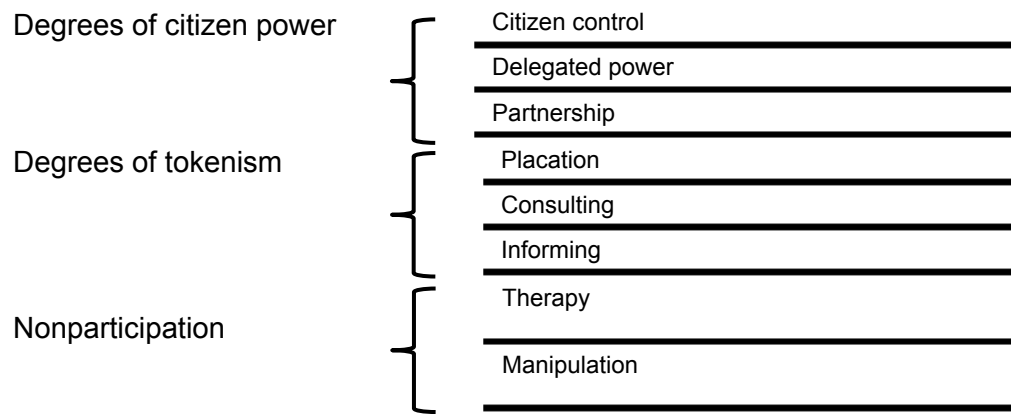 Degrees of citizen power
Citizen control
Delegated power
Partnership
Degrees of tokenism
Placation
Consulting
Informing
Nonparticipation
Therapy
Manipulation